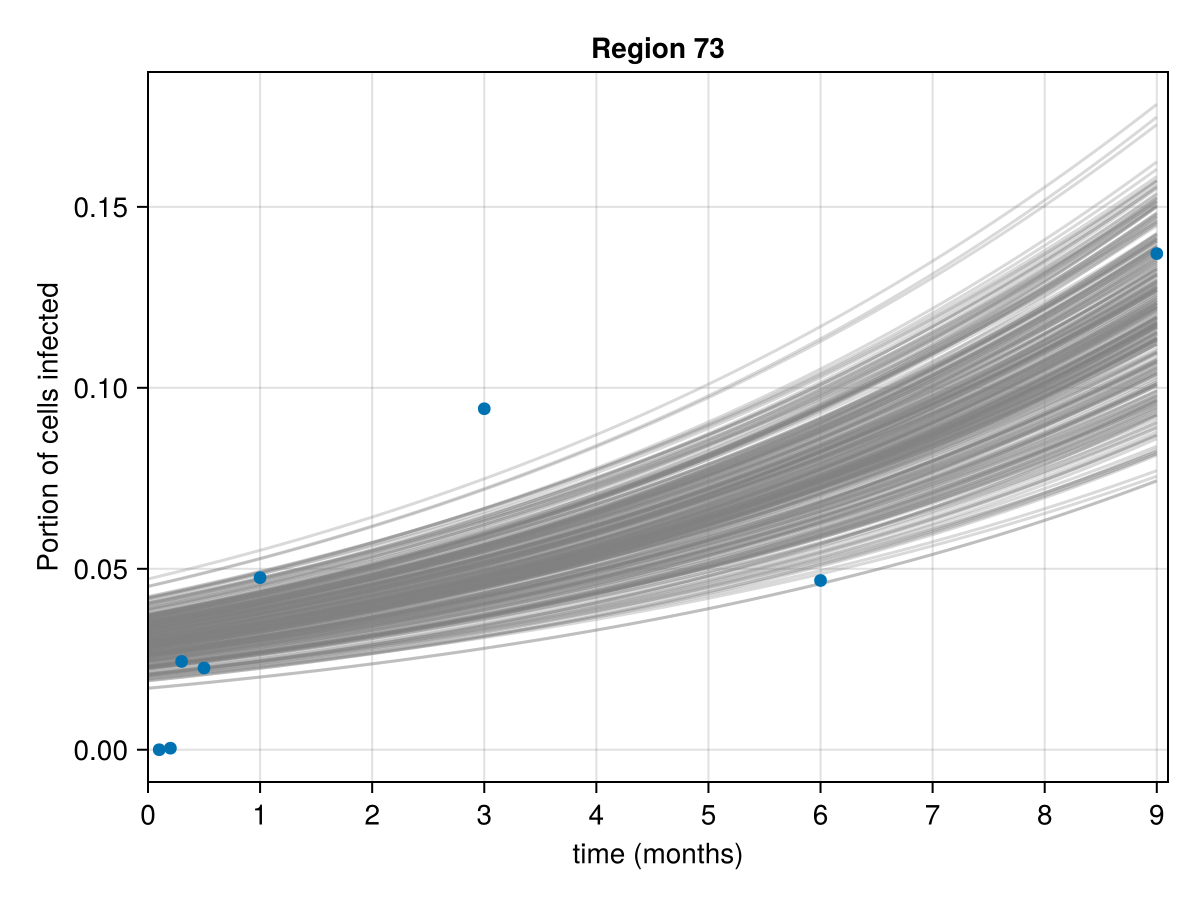 Region 73
Portion of cells infected
0.15
0.10
0.05
0.00
0 1 2 3 4 5 6 7 8 9
time (months)